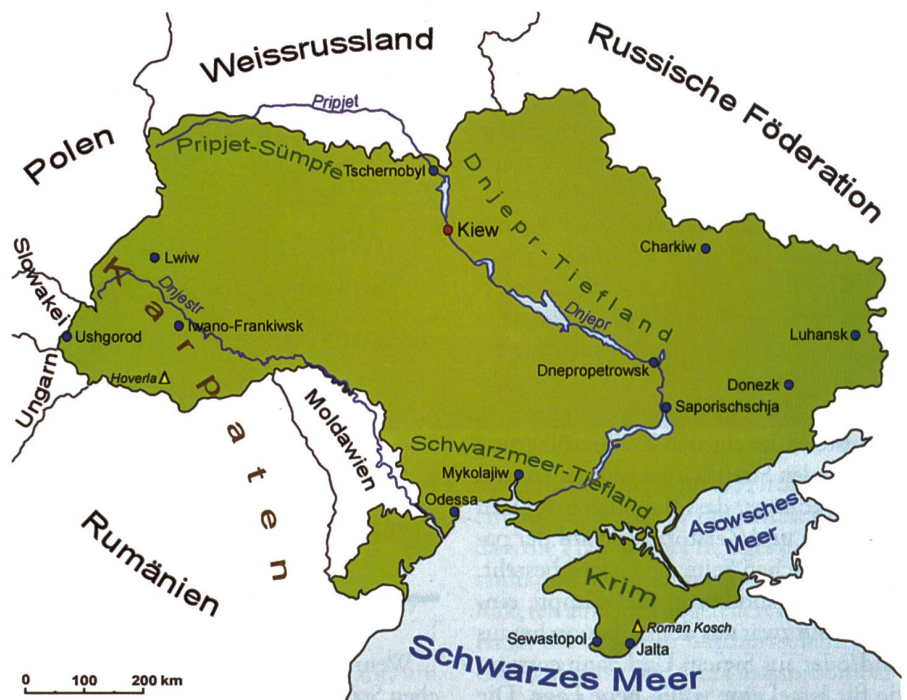 Weissrussland
Russische Föderation
Polen
Pripjet
Pripjet-Sümpfe
Tschernobyl
Dnjepr-Tiefland
Kiew
Charkiw
Slowakei
Lwiw
Karpaten
Dnjestr
Dnjepr
Iwano-Frankiwsk
Ushgorod
Luhansk
Ungarn
Hoverla
Dnepropetrowsk
Donezk
Saporischschja
Moldawien
Schwarzmeer-Tiefland
Mykolajiw
Odessa
Asowsches
Meer
Rumänien
Krim
Roman Kosch
Sewastopol
Jalta
Schwarzes Meer
0 100 200 km